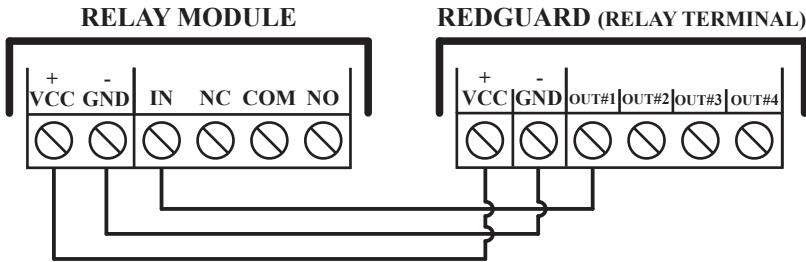 RELAY MODULE
REDGUARD (RELAY TERMINAL)
+ -
VCC GND IN NC COM NO
+ -
VCC GND OUT#1 OUT#2 OUT#3 OUT#4